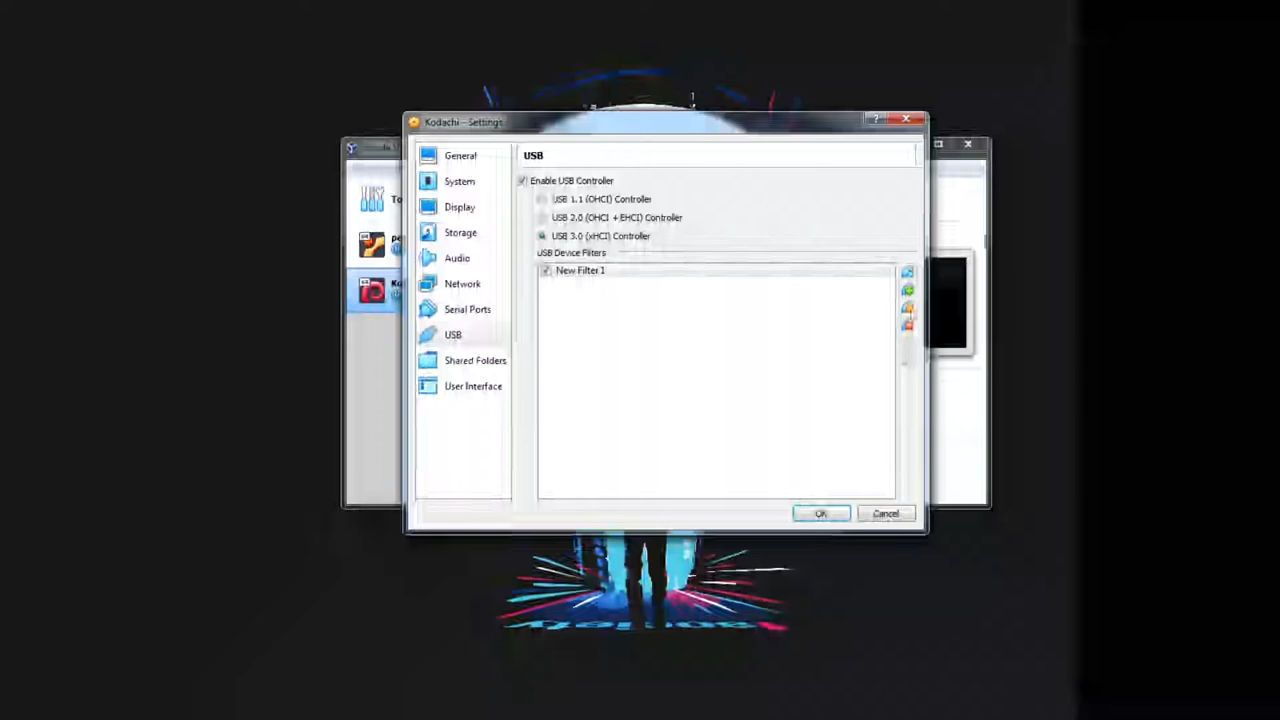 Kodachi - Settings
General
System
Display
Storage
Audio
Network
Serial Ports
USB
Shared Folders
User Interface
USB
Enable USB Controller
USB 1.1 (OHCI) Controller
USB 2.0 (OHCI + EHCI) Controller
USB 3.0 (xHCI) Controller
USB Device Filters
New Filter 1
OK
Cancel